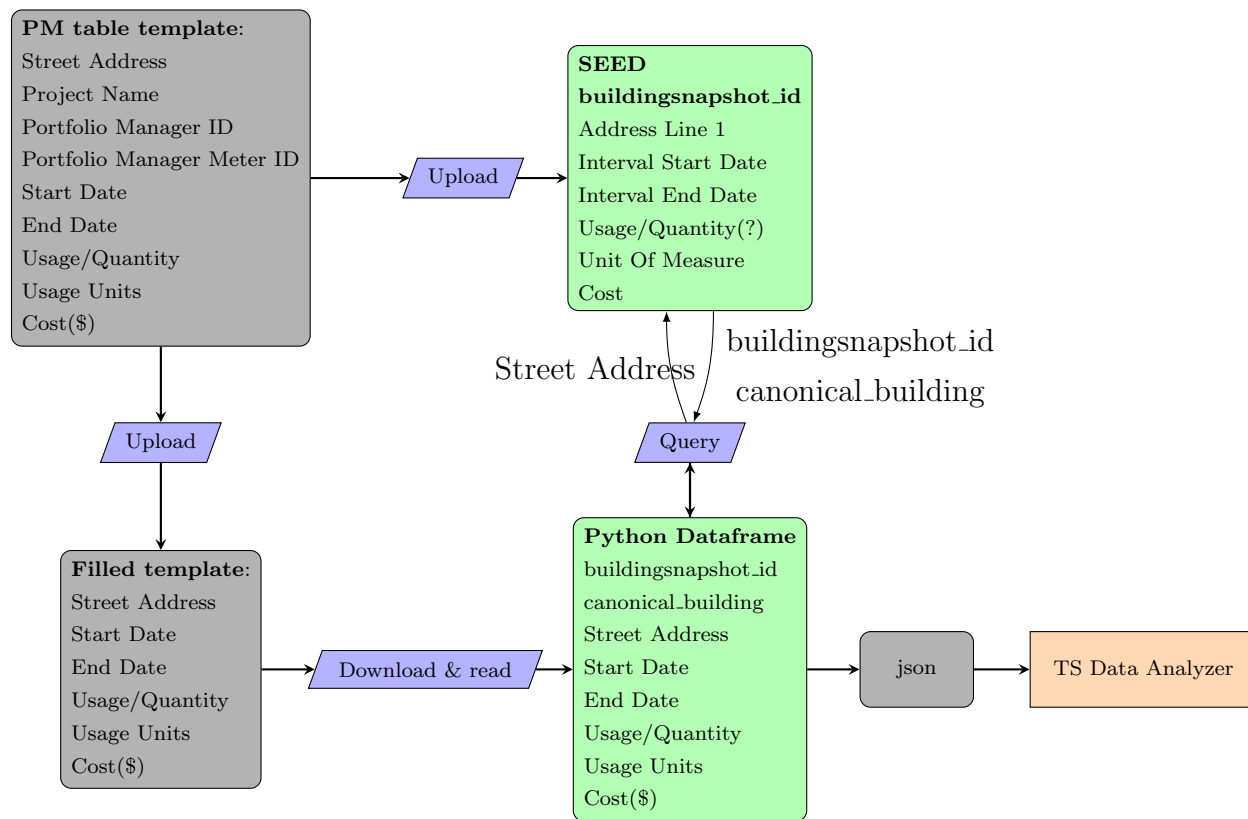 PM table template:
Street Address
Project Name
Portfolio Manager ID
Portfolio Manager Meter ID
Start Date
End Date
Usage/Quantity
Usage Units
Cost($)
Upload
SEED
buildingsnapshot_id
Address Line 1
Interval Start Date
Interval End Date
Usage/Quantity(?)
Unit Of Measure
Cost
Street Address
buildingsnapshot_id
canonical_building
Upload
Query
Filled template:
Street Address
Start Date
End Date
Usage/Quantity
Usage Units
Cost($)
Download & read
Python Dataframe
buildingsnapshot_id
canonical_building
Street Address
Start Date
End Date
Usage/Quantity
Usage Units
Cost($)
json
TS Data Analyzer